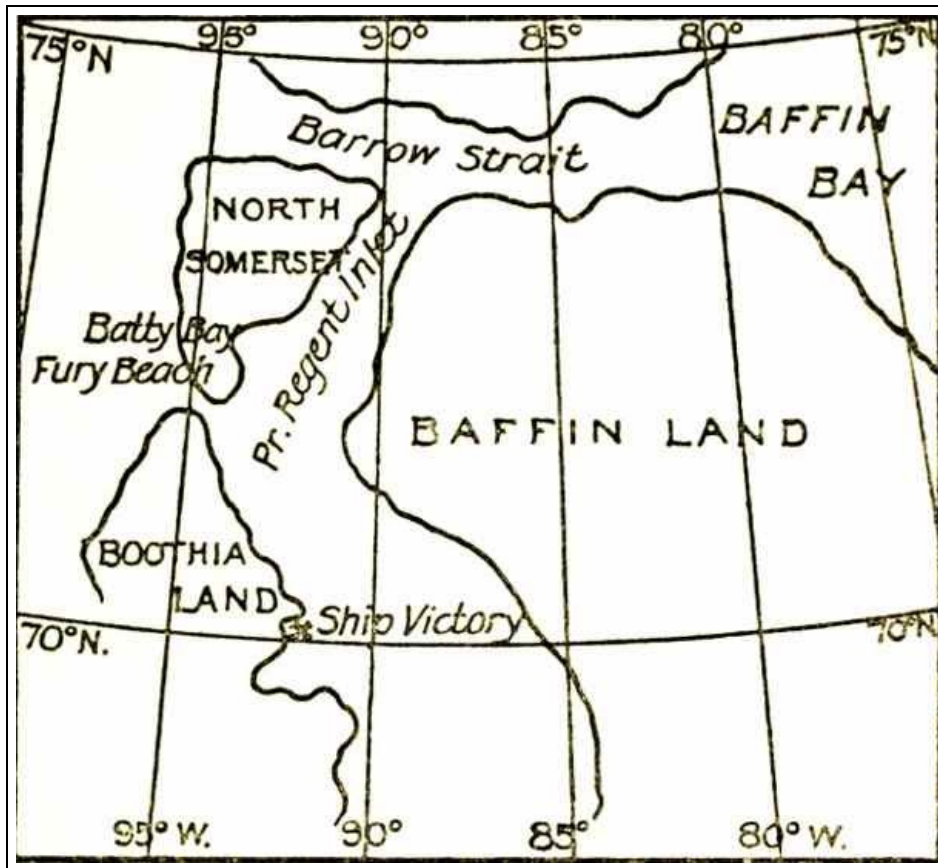 95° 90° 85° 80°
75°N 75°N
BAFFIN
BAY
Barrow Strait
NORTH
SOMERSET
Pr. Regent Inlet
Batty Bay
Fury Beach
BAFFIN LAND
BOOTHIA
LAND
Ship Victory
70°N. 70°N
95° W. 90° 85° 80° W